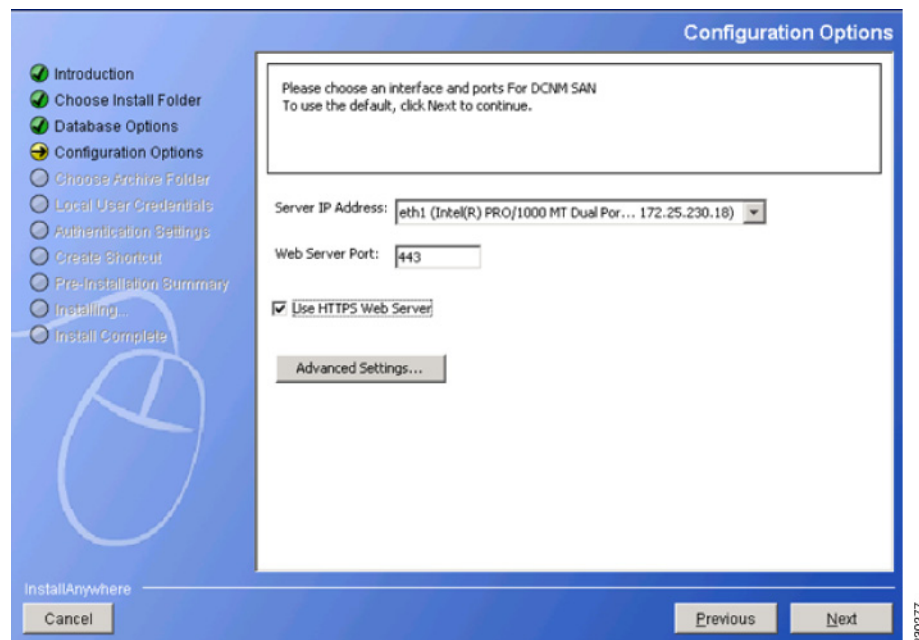 Configuration Options
Introduction
Choose Install Folder
Database Options
Configuration Options
Choose Archive Folder
Local User Credentials
Authentication Settings
Create Shortcut
Pre-Installation Summary
Installing...
Install Complete
Please choose an interface and ports For DCNM SAN
To use the default, click Next to continue.
Server IP Address: eth1 (Intel(R) PRO/1000 MT Dual Por... 172.25.230.18)
Web Server Port: 443
Use HTTPS Web Server
Advanced Settings...
InstallAnywhere
Cancel
Previous
Next